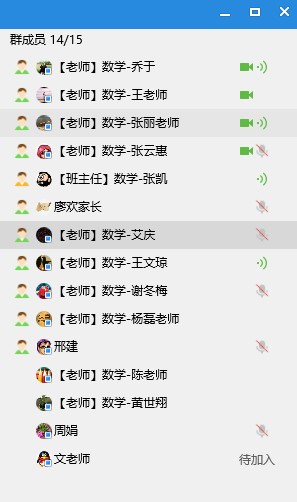 群成员 14/15
【老师】数学-乔于
【老师】数学-王老师
【老师】数学-张丽老师
【老师】数学-张云惠
【班主任】数学-张凯
廖欢家长
【老师】数学-艾庆
【老师】数学-王文琼
【老师】数学-谢冬梅
【老师】数学-杨磊老师
邢建
【老师】数学-陈老师
【老师】数学-黄世翔
周娟
文老师 待加入